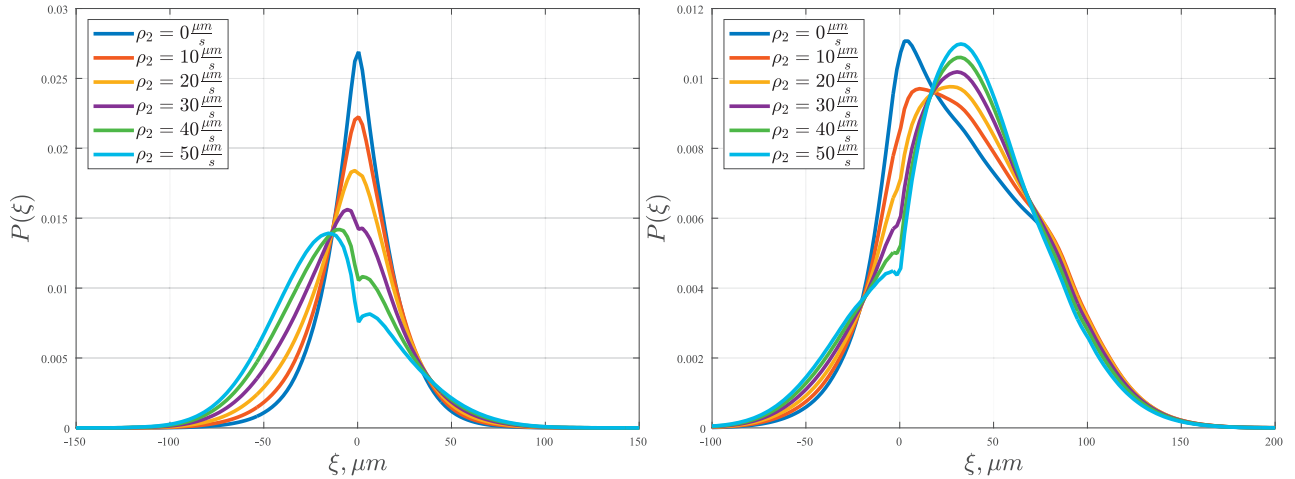 0.03
0.025
0.02
0.015
0.01
0.005
0
P(ξ)
ρ₂ = 0 μm/s
ρ₂ = 10 μm/s
ρ₂ = 20 μm/s
ρ₂ = 30 μm/s
ρ₂ = 40 μm/s
ρ₂ = 50 μm/s
-150 -100 -50 0 50 100 150
ξ, μm
0.012
0.01
0.008
0.006
0.004
0.002
0
P(ξ)
ρ₂ = 0 μm/s
ρ₂ = 10 μm/s
ρ₂ = 20 μm/s
ρ₂ = 30 μm/s
ρ₂ = 40 μm/s
ρ₂ = 50 μm/s
-100 -50 0 50 100 150 200
ξ, μm